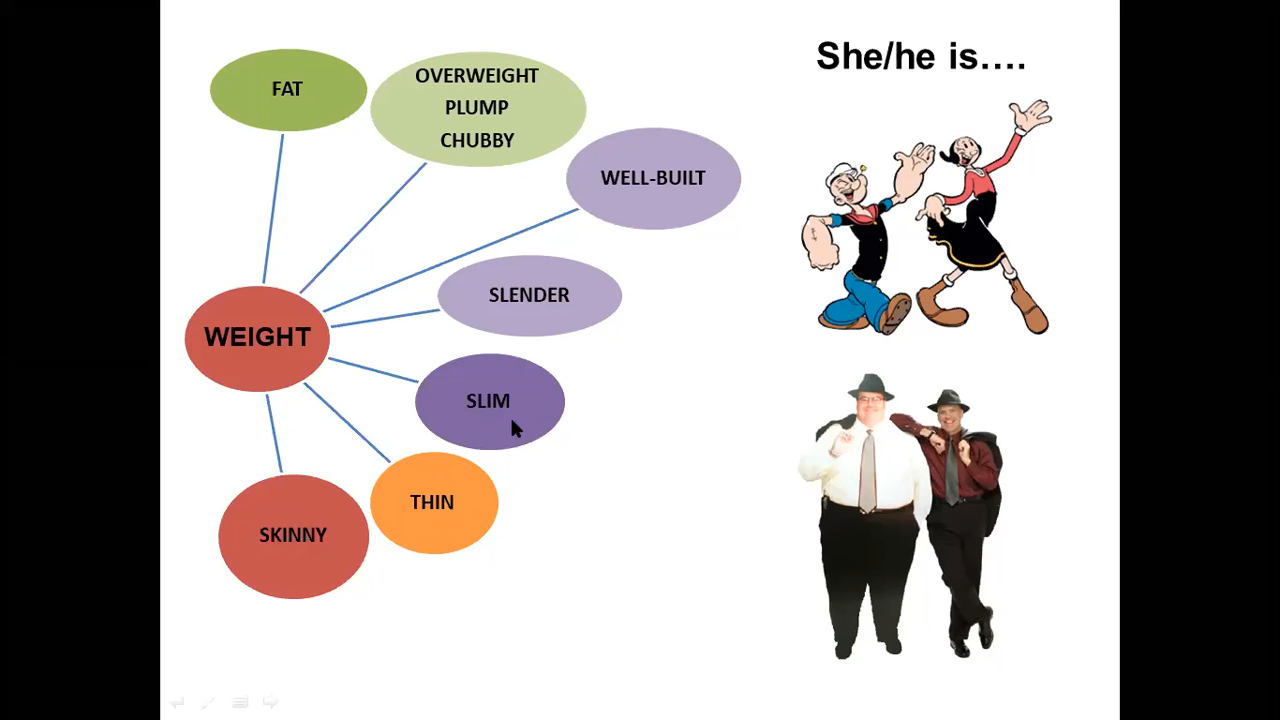 She/he is....
FAT
OVERWEIGHT
PLUMP
CHUBBY
WELL-BUILT
SLENDER
WEIGHT
SLIM
THIN
SKINNY